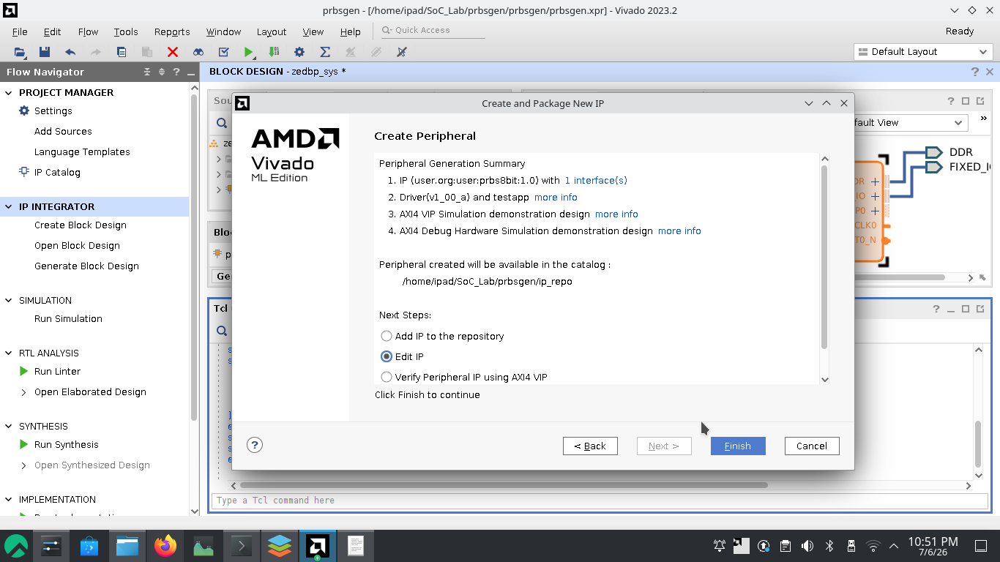 prbsgen - [/home/ipad/SoC_Lab/prbsgen/prbsgen/prbsgen.xpr] - Vivado 2023.2
File Edit Flow Tools Reports Window Layout View Help Quick Access Ready
Default Layout
Flow Navigator
PROJECT MANAGER
Settings
Add Sources
Language Templates
IP Catalog
IP INTEGRATOR
Create Block Design
Open Block Design
Generate Block Design
SIMULATION
Run Simulation
RTL ANALYSIS
Run Linter
Open Elaborated Design
SYNTHESIS
Run Synthesis
Open Synthesized Design
IMPLEMENTATION
BLOCK DESIGN - zedbp_sys *
Sou
ze
Bloc
p
Ge
Tcl
Create and Package New IP
AMD
Vivado
ML Edition
Create Peripheral
Peripheral Generation Summary
1. IP (user.org:user:prbs8bit:1.0) with 1 interface(s)
2. Driver(v1_00_a) and testapp more info
3. AXI4 VIP Simulation demonstration design more info
4. AXI4 Debug Hardware Simulation demonstration design more info
Peripheral created will be available in the catalog :
/home/ipad/SoC_Lab/prbsgen/ip_repo
Next Steps:
Add IP to the repository
Edit IP
Verify Peripheral IP using AXI4 VIP
Click Finish to continue
? < Back Next > Finish Cancel
fault View
DDR
FIXED_IO
DR
IO
P0
CLK0
T0_N
Type a Tcl command here
10:51 PM
7/6/26